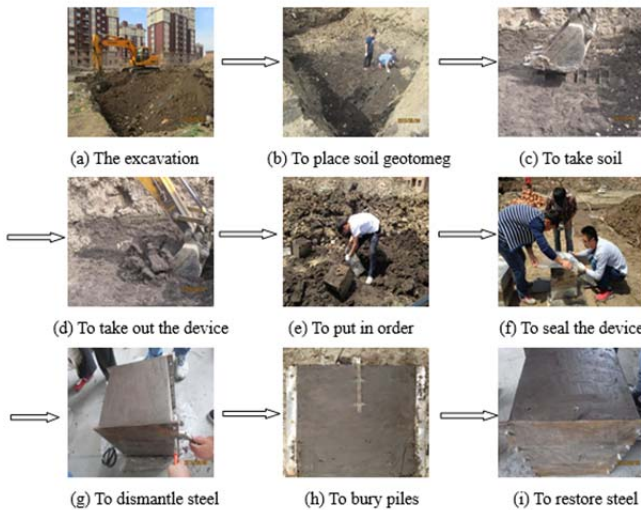 (a) The excavation
(b) To place soil geotomeg
(c) To take soil
(d) To take out the device
(e) To put in order
(f) To seal the device
(g) To dismantle steel
(h) To bury piles
(i) To restore steel